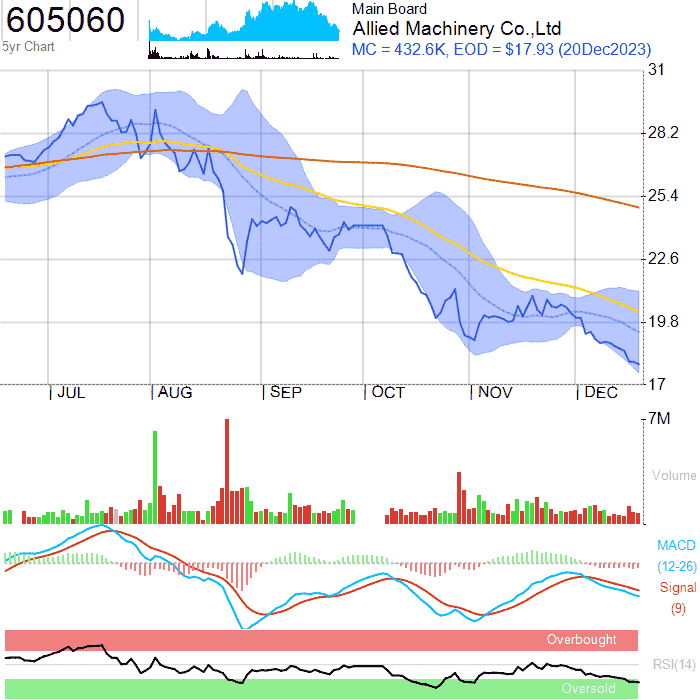 605060
5yr Chart
Main Board
Allied Machinery Co.,Ltd
MC = 432.6K, EOD = $17.93 (20Dec2023)
31
28.2
25.4
22.6
19.8
17
JUL AUG SEP OCT NOV DEC
7M
Volume
MACD
(12-26)
Signal
(9)
Overbought
RSI(14)
Oversold